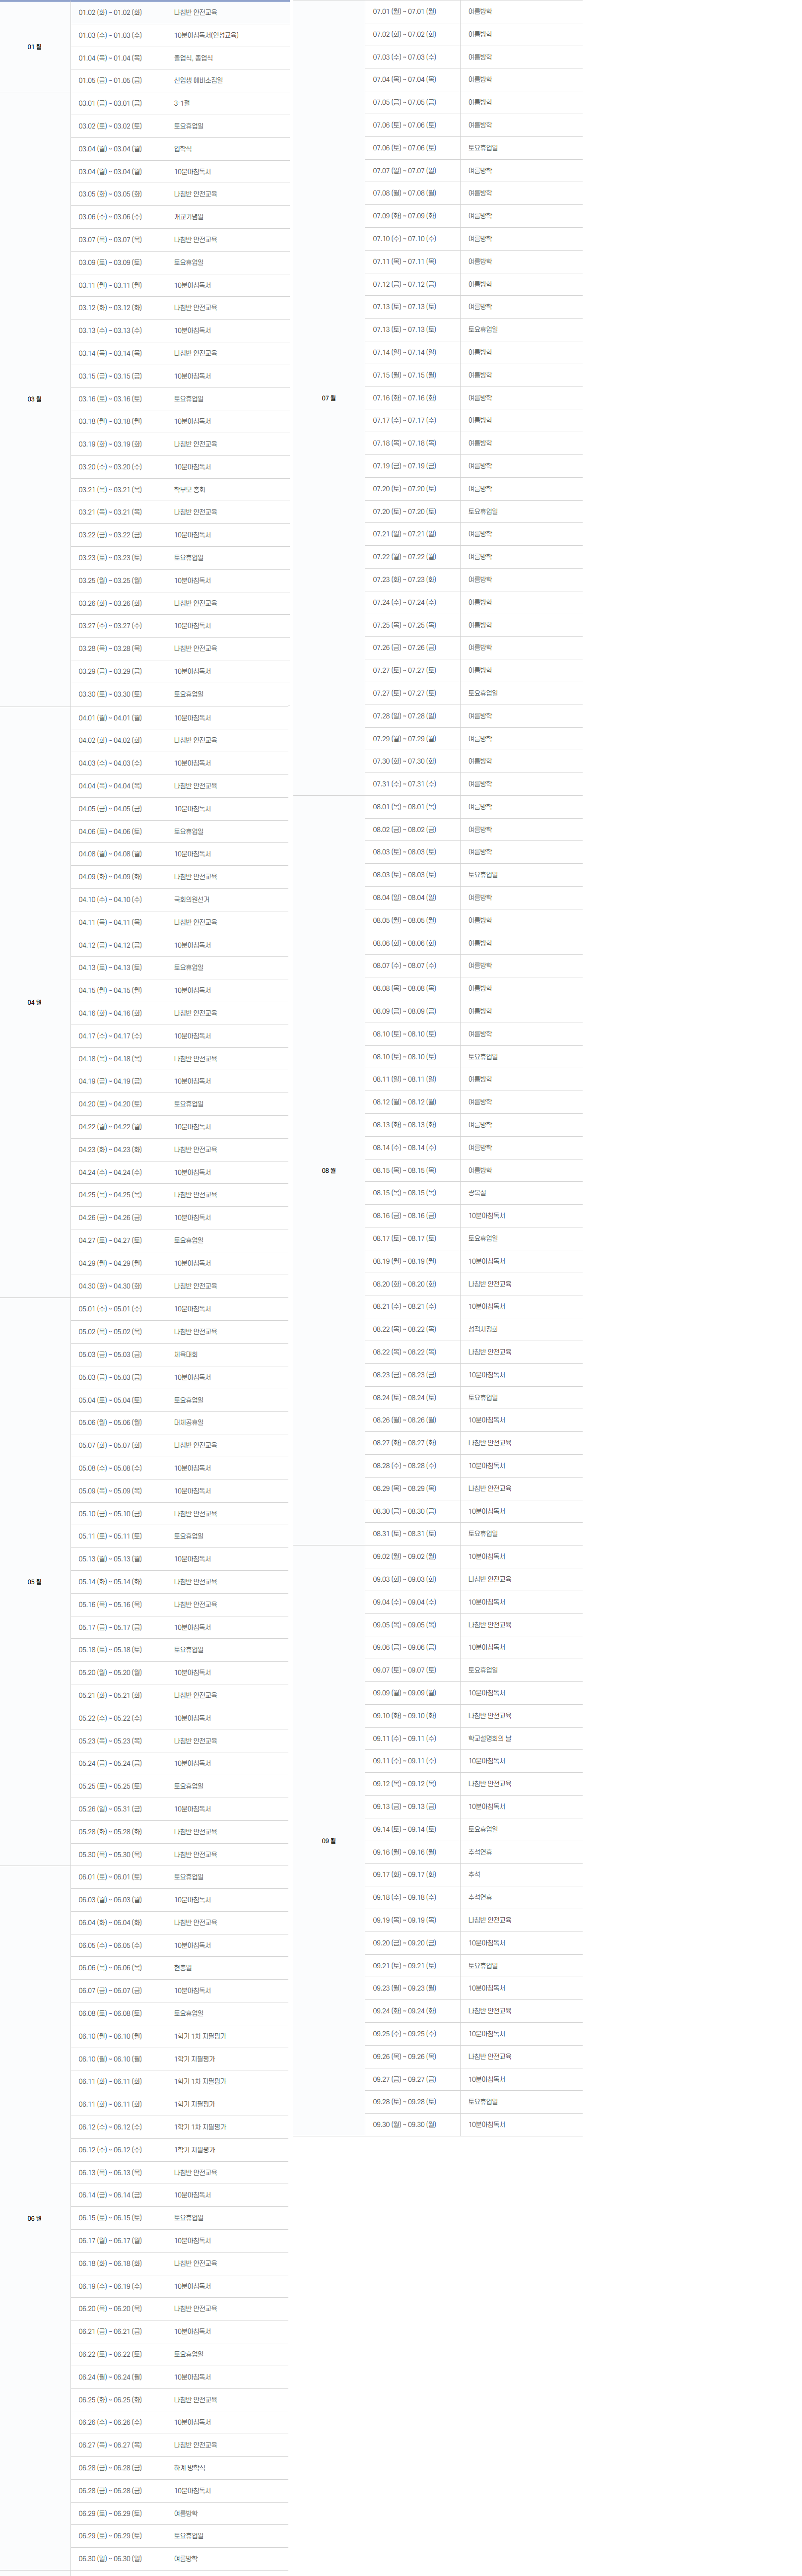 01 월
01.02 (화) ~ 01.02 (화) 나침반 안전교육
01.03 (수) ~ 01.03 (수) 10분아침독서(인성교육)
01.04 (목) ~ 01.04 (목) 졸업식, 종업식
01.05 (금) ~ 01.05 (금) 신입생 예비소집일
03 월
03.01 (금) ~ 03.01 (금) 3·1절
03.02 (토) ~ 03.02 (토) 토요휴업일
03.04 (월) ~ 03.04 (월) 입학식
03.04 (월) ~ 03.04 (월) 10분아침독서
03.05 (화) ~ 03.05 (화) 나침반 안전교육
03.06 (수) ~ 03.06 (수) 개교기념일
03.07 (목) ~ 03.07 (목) 나침반 안전교육
03.09 (토) ~ 03.09 (토) 토요휴업일
03.11 (월) ~ 03.11 (월) 10분아침독서
03.12 (화) ~ 03.12 (화) 나침반 안전교육
03.13 (수) ~ 03.13 (수) 10분아침독서
03.14 (목) ~ 03.14 (목) 나침반 안전교육
03.15 (금) ~ 03.15 (금) 10분아침독서
03.16 (토) ~ 03.16 (토) 토요휴업일
03.18 (월) ~ 03.18 (월) 10분아침독서
03.19 (화) ~ 03.19 (화) 나침반 안전교육
03.20 (수) ~ 03.20 (수) 10분아침독서
03.21 (목) ~ 03.21 (목) 학부모 총회
03.21 (목) ~ 03.21 (목) 나침반 안전교육
03.22 (금) ~ 03.22 (금) 10분아침독서
03.23 (토) ~ 03.23 (토) 토요휴업일
03.25 (월) ~ 03.25 (월) 10분아침독서
03.26 (화) ~ 03.26 (화) 나침반 안전교육
03.27 (수) ~ 03.27 (수) 10분아침독서
03.28 (목) ~ 03.28 (목) 나침반 안전교육
03.29 (금) ~ 03.29 (금) 10분아침독서
03.30 (토) ~ 03.30 (토) 토요휴업일
04 월
04.01 (월) ~ 04.01 (월) 10분아침독서
04.02 (화) ~ 04.02 (화) 나침반 안전교육
04.03 (수) ~ 04.03 (수) 10분아침독서
04.04 (목) ~ 04.04 (목) 나침반 안전교육
04.05 (금) ~ 04.05 (금) 10분아침독서
04.06 (토) ~ 04.06 (토) 토요휴업일
04.08 (월) ~ 04.08 (월) 10분아침독서
04.09 (화) ~ 04.09 (화) 나침반 안전교육
04.10 (수) ~ 04.10 (수) 국회의원선거
04.11 (목) ~ 04.11 (목) 나침반 안전교육
04.12 (금) ~ 04.12 (금) 10분아침독서
04.13 (토) ~ 04.13 (토) 토요휴업일
04.15 (월) ~ 04.15 (월) 10분아침독서
04.16 (화) ~ 04.16 (화) 나침반 안전교육
04.17 (수) ~ 04.17 (수) 10분아침독서
04.18 (목) ~ 04.18 (목) 나침반 안전교육
04.19 (금) ~ 04.19 (금) 10분아침독서
04.20 (토) ~ 04.20 (토) 토요휴업일
04.22 (월) ~ 04.22 (월) 10분아침독서
04.23 (화) ~ 04.23 (화) 나침반 안전교육
04.24 (수) ~ 04.24 (수) 10분아침독서
04.25 (목) ~ 04.25 (목) 나침반 안전교육
04.26 (금) ~ 04.26 (금) 10분아침독서
04.27 (토) ~ 04.27 (토) 토요휴업일
04.29 (월) ~ 04.29 (월) 10분아침독서
04.30 (화) ~ 04.30 (화) 나침반 안전교육
05 월
05.01 (수) ~ 05.01 (수) 10분아침독서
05.02 (목) ~ 05.02 (목) 나침반 안전교육
05.03 (금) ~ 05.03 (금) 체육대회
05.03 (금) ~ 05.03 (금) 10분아침독서
05.04 (토) ~ 05.04 (토) 토요휴업일
05.06 (월) ~ 05.06 (월) 대체공휴일
05.07 (화) ~ 05.07 (화) 나침반 안전교육
05.08 (수) ~ 05.08 (수) 10분아침독서
05.09 (목) ~ 05.09 (목) 10분아침독서
05.10 (금) ~ 05.10 (금) 나침반 안전교육
05.11 (토) ~ 05.11 (토) 토요휴업일
05.13 (월) ~ 05.13 (월) 10분아침독서
05.14 (화) ~ 05.14 (화) 나침반 안전교육
05.16 (목) ~ 05.16 (목) 나침반 안전교육
05.17 (금) ~ 05.17 (금) 10분아침독서
05.18 (토) ~ 05.18 (토) 토요휴업일
05.20 (월) ~ 05.20 (월) 10분아침독서
05.21 (화) ~ 05.21 (화) 나침반 안전교육
05.22 (수) ~ 05.22 (수) 10분아침독서
05.23 (목) ~ 05.23 (목) 나침반 안전교육
05.24 (금) ~ 05.24 (금) 10분아침독서
05.25 (토) ~ 05.25 (토) 토요휴업일
05.26 (일) ~ 05.31 (금) 10분아침독서
05.28 (화) ~ 05.28 (화) 나침반 안전교육
05.30 (목) ~ 05.30 (목) 나침반 안전교육
06 월
06.01 (토) ~ 06.01 (토) 토요휴업일
06.03 (월) ~ 06.03 (월) 10분아침독서
06.04 (화) ~ 06.04 (화) 나침반 안전교육
06.05 (수) ~ 06.05 (수) 10분아침독서
06.06 (목) ~ 06.06 (목) 현충일
06.07 (금) ~ 06.07 (금) 10분아침독서
06.08 (토) ~ 06.08 (토) 토요휴업일
06.10 (월) ~ 06.10 (월) 1학기 1차 지필평가
06.10 (월) ~ 06.10 (월) 1학기 지필평가
06.11 (화) ~ 06.11 (화) 1학기 1차 지필평가
06.11 (화) ~ 06.11 (화) 1학기 지필평가
06.12 (수) ~ 06.12 (수) 1학기 1차 지필평가
06.12 (수) ~ 06.12 (수) 1학기 지필평가
06.13 (목) ~ 06.13 (목) 나침반 안전교육
06.14 (금) ~ 06.14 (금) 10분아침독서
06.15 (토) ~ 06.15 (토) 토요휴업일
06.17 (월) ~ 06.17 (월) 10분아침독서
06.18 (화) ~ 06.18 (화) 나침반 안전교육
06.19 (수) ~ 06.19 (수) 10분아침독서
06.20 (목) ~ 06.20 (목) 나침반 안전교육
06.21 (금) ~ 06.21 (금) 10분아침독서
06.22 (토) ~ 06.22 (토) 토요휴업일
06.24 (월) ~ 06.24 (월) 10분아침독서
06.25 (화) ~ 06.25 (화) 나침반 안전교육
06.26 (수) ~ 06.26 (수) 10분아침독서
06.27 (목) ~ 06.27 (목) 나침반 안전교육
06.28 (금) ~ 06.28 (금) 하계 방학식
06.28 (금) ~ 06.28 (금) 10분아침독서
06.29 (토) ~ 06.29 (토) 여름방학
06.29 (토) ~ 06.29 (토) 토요휴업일
06.30 (일) ~ 06.30 (일) 여름방학
07 월
07.01 (월) ~ 07.01 (월) 여름방학
07.02 (화) ~ 07.02 (화) 여름방학
07.03 (수) ~ 07.03 (수) 여름방학
07.04 (목) ~ 07.04 (목) 여름방학
07.05 (금) ~ 07.05 (금) 여름방학
07.06 (토) ~ 07.06 (토) 여름방학
07.06 (토) ~ 07.06 (토) 토요휴업일
07.07 (일) ~ 07.07 (일) 여름방학
07.08 (월) ~ 07.08 (월) 여름방학
07.09 (화) ~ 07.09 (화) 여름방학
07.10 (수) ~ 07.10 (수) 여름방학
07.11 (목) ~ 07.11 (목) 여름방학
07.12 (금) ~ 07.12 (금) 여름방학
07.13 (토) ~ 07.13 (토) 여름방학
07.13 (토) ~ 07.13 (토) 토요휴업일
07.14 (일) ~ 07.14 (일) 여름방학
07.15 (월) ~ 07.15 (월) 여름방학
07.16 (화) ~ 07.16 (화) 여름방학
07.17 (수) ~ 07.17 (수) 여름방학
07.18 (목) ~ 07.18 (목) 여름방학
07.19 (금) ~ 07.19 (금) 여름방학
07.20 (토) ~ 07.20 (토) 여름방학
07.20 (토) ~ 07.20 (토) 토요휴업일
07.21 (일) ~ 07.21 (일) 여름방학
07.22 (월) ~ 07.22 (월) 여름방학
07.23 (화) ~ 07.23 (화) 여름방학
07.24 (수) ~ 07.24 (수) 여름방학
07.25 (목) ~ 07.25 (목) 여름방학
07.26 (금) ~ 07.26 (금) 여름방학
07.27 (토) ~ 07.27 (토) 여름방학
07.27 (토) ~ 07.27 (토) 토요휴업일
07.28 (일) ~ 07.28 (일) 여름방학
07.29 (월) ~ 07.29 (월) 여름방학
07.30 (화) ~ 07.30 (화) 여름방학
07.31 (수) ~ 07.31 (수) 여름방학
08 월
08.01 (목) ~ 08.01 (목) 여름방학
08.02 (금) ~ 08.02 (금) 여름방학
08.03 (토) ~ 08.03 (토) 여름방학
08.03 (토) ~ 08.03 (토) 토요휴업일
08.04 (일) ~ 08.04 (일) 여름방학
08.05 (월) ~ 08.05 (월) 여름방학
08.06 (화) ~ 08.06 (화) 여름방학
08.07 (수) ~ 08.07 (수) 여름방학
08.08 (목) ~ 08.08 (목) 여름방학
08.09 (금) ~ 08.09 (금) 여름방학
08.10 (토) ~ 08.10 (토) 여름방학
08.10 (토) ~ 08.10 (토) 토요휴업일
08.11 (일) ~ 08.11 (일) 여름방학
08.12 (월) ~ 08.12 (월) 여름방학
08.13 (화) ~ 08.13 (화) 여름방학
08.14 (수) ~ 08.14 (수) 여름방학
08.15 (목) ~ 08.15 (목) 여름방학
08.15 (목) ~ 08.15 (목) 광복절
08.16 (금) ~ 08.16 (금) 10분아침독서
08.17 (토) ~ 08.17 (토) 토요휴업일
08.19 (월) ~ 08.19 (월) 10분아침독서
08.20 (화) ~ 08.20 (화) 나침반 안전교육
08.21 (수) ~ 08.21 (수) 10분아침독서
08.22 (목) ~ 08.22 (목) 성적사정회
08.22 (목) ~ 08.22 (목) 나침반 안전교육
08.23 (금) ~ 08.23 (금) 10분아침독서
08.24 (토) ~ 08.24 (토) 토요휴업일
08.26 (월) ~ 08.26 (월) 10분아침독서
08.27 (화) ~ 08.27 (화) 나침반 안전교육
08.28 (수) ~ 08.28 (수) 10분아침독서
08.29 (목) ~ 08.29 (목) 나침반 안전교육
08.30 (금) ~ 08.30 (금) 10분아침독서
08.31 (토) ~ 08.31 (토) 토요휴업일
09 월
09.02 (월) ~ 09.02 (월) 10분아침독서
09.03 (화) ~ 09.03 (화) 나침반 안전교육
09.04 (수) ~ 09.04 (수) 10분아침독서
09.05 (목) ~ 09.05 (목) 나침반 안전교육
09.06 (금) ~ 09.06 (금) 10분아침독서
09.07 (토) ~ 09.07 (토) 토요휴업일
09.09 (월) ~ 09.09 (월) 10분아침독서
09.10 (화) ~ 09.10 (화) 나침반 안전교육
09.11 (수) ~ 09.11 (수) 학교설명회의 날
09.11 (수) ~ 09.11 (수) 10분아침독서
09.12 (목) ~ 09.12 (목) 나침반 안전교육
09.13 (금) ~ 09.13 (금) 10분아침독서
09.14 (토) ~ 09.14 (토) 토요휴업일
09.16 (월) ~ 09.16 (월) 추석연휴
09.17 (화) ~ 09.17 (화) 추석
09.18 (수) ~ 09.18 (수) 추석연휴
09.19 (목) ~ 09.19 (목) 나침반 안전교육
09.20 (금) ~ 09.20 (금) 10분아침독서
09.21 (토) ~ 09.21 (토) 토요휴업일
09.23 (월) ~ 09.23 (월) 10분아침독서
09.24 (화) ~ 09.24 (화) 나침반 안전교육
09.25 (수) ~ 09.25 (수) 10분아침독서
09.26 (목) ~ 09.26 (목) 나침반 안전교육
09.27 (금) ~ 09.27 (금) 10분아침독서
09.28 (토) ~ 09.28 (토) 토요휴업일
09.30 (월) ~ 09.30 (월) 10분아침독서